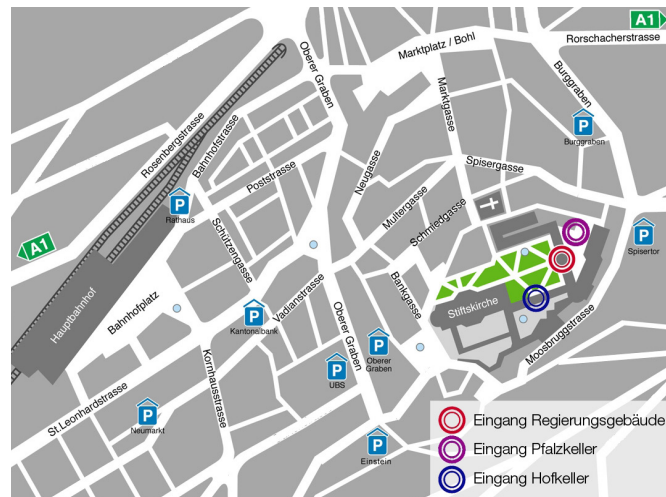 A1
Marktplatz / Bohl
Rorschacherstrasse
Oberer Graben
Burggraben
Rosenbergstrasse
Bahnhofstrasse
Marktgasse
P
Burggraben
Poststrasse
Neugasse
Spisergasse
P
Rathaus
Multergasse
Schmiedgasse
Schützengasse
P
Spisertor
A1
Hauptbahnhof
Bahnhofplatz
Vadianstrasse
Bankgasse
Stiftskirche
P
Kantonalbank
Oberer Graben
P
Oberer
Graben
Moosbruggstrasse
P
UBS
Kornhausstrasse
St.Leonhardstrasse
P
Neumarkt
P
Einstein
Eingang Regierungsgebäude
Eingang Pfalzkeller
Eingang Hofkeller